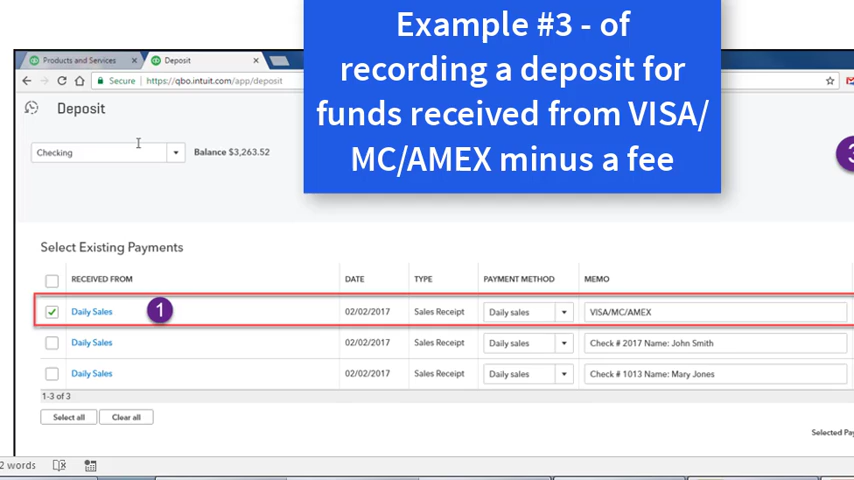 Example #3 - of
recording a deposit for
funds received from VISA/
MC/AMEX minus a fee
Products and Services
Deposit
Secure https://qbo.intuit.com/app/deposit
Deposit
Checking Balance $3,263.52
3
Select Existing Payments
RECEIVED FROM DATE TYPE PAYMENT METHOD MEMO
Daily Sales 1 02/02/2017 Sales Receipt Daily sales VISA/MC/AMEX
Daily Sales 02/02/2017 Sales Receipt Daily sales Check # 2017 Name: John Smith
Daily Sales 02/02/2017 Sales Receipt Daily sales Check # 1013 Name: Mary Jones
1-3 of 3
Select all Clear all
Selected Pay
2 words